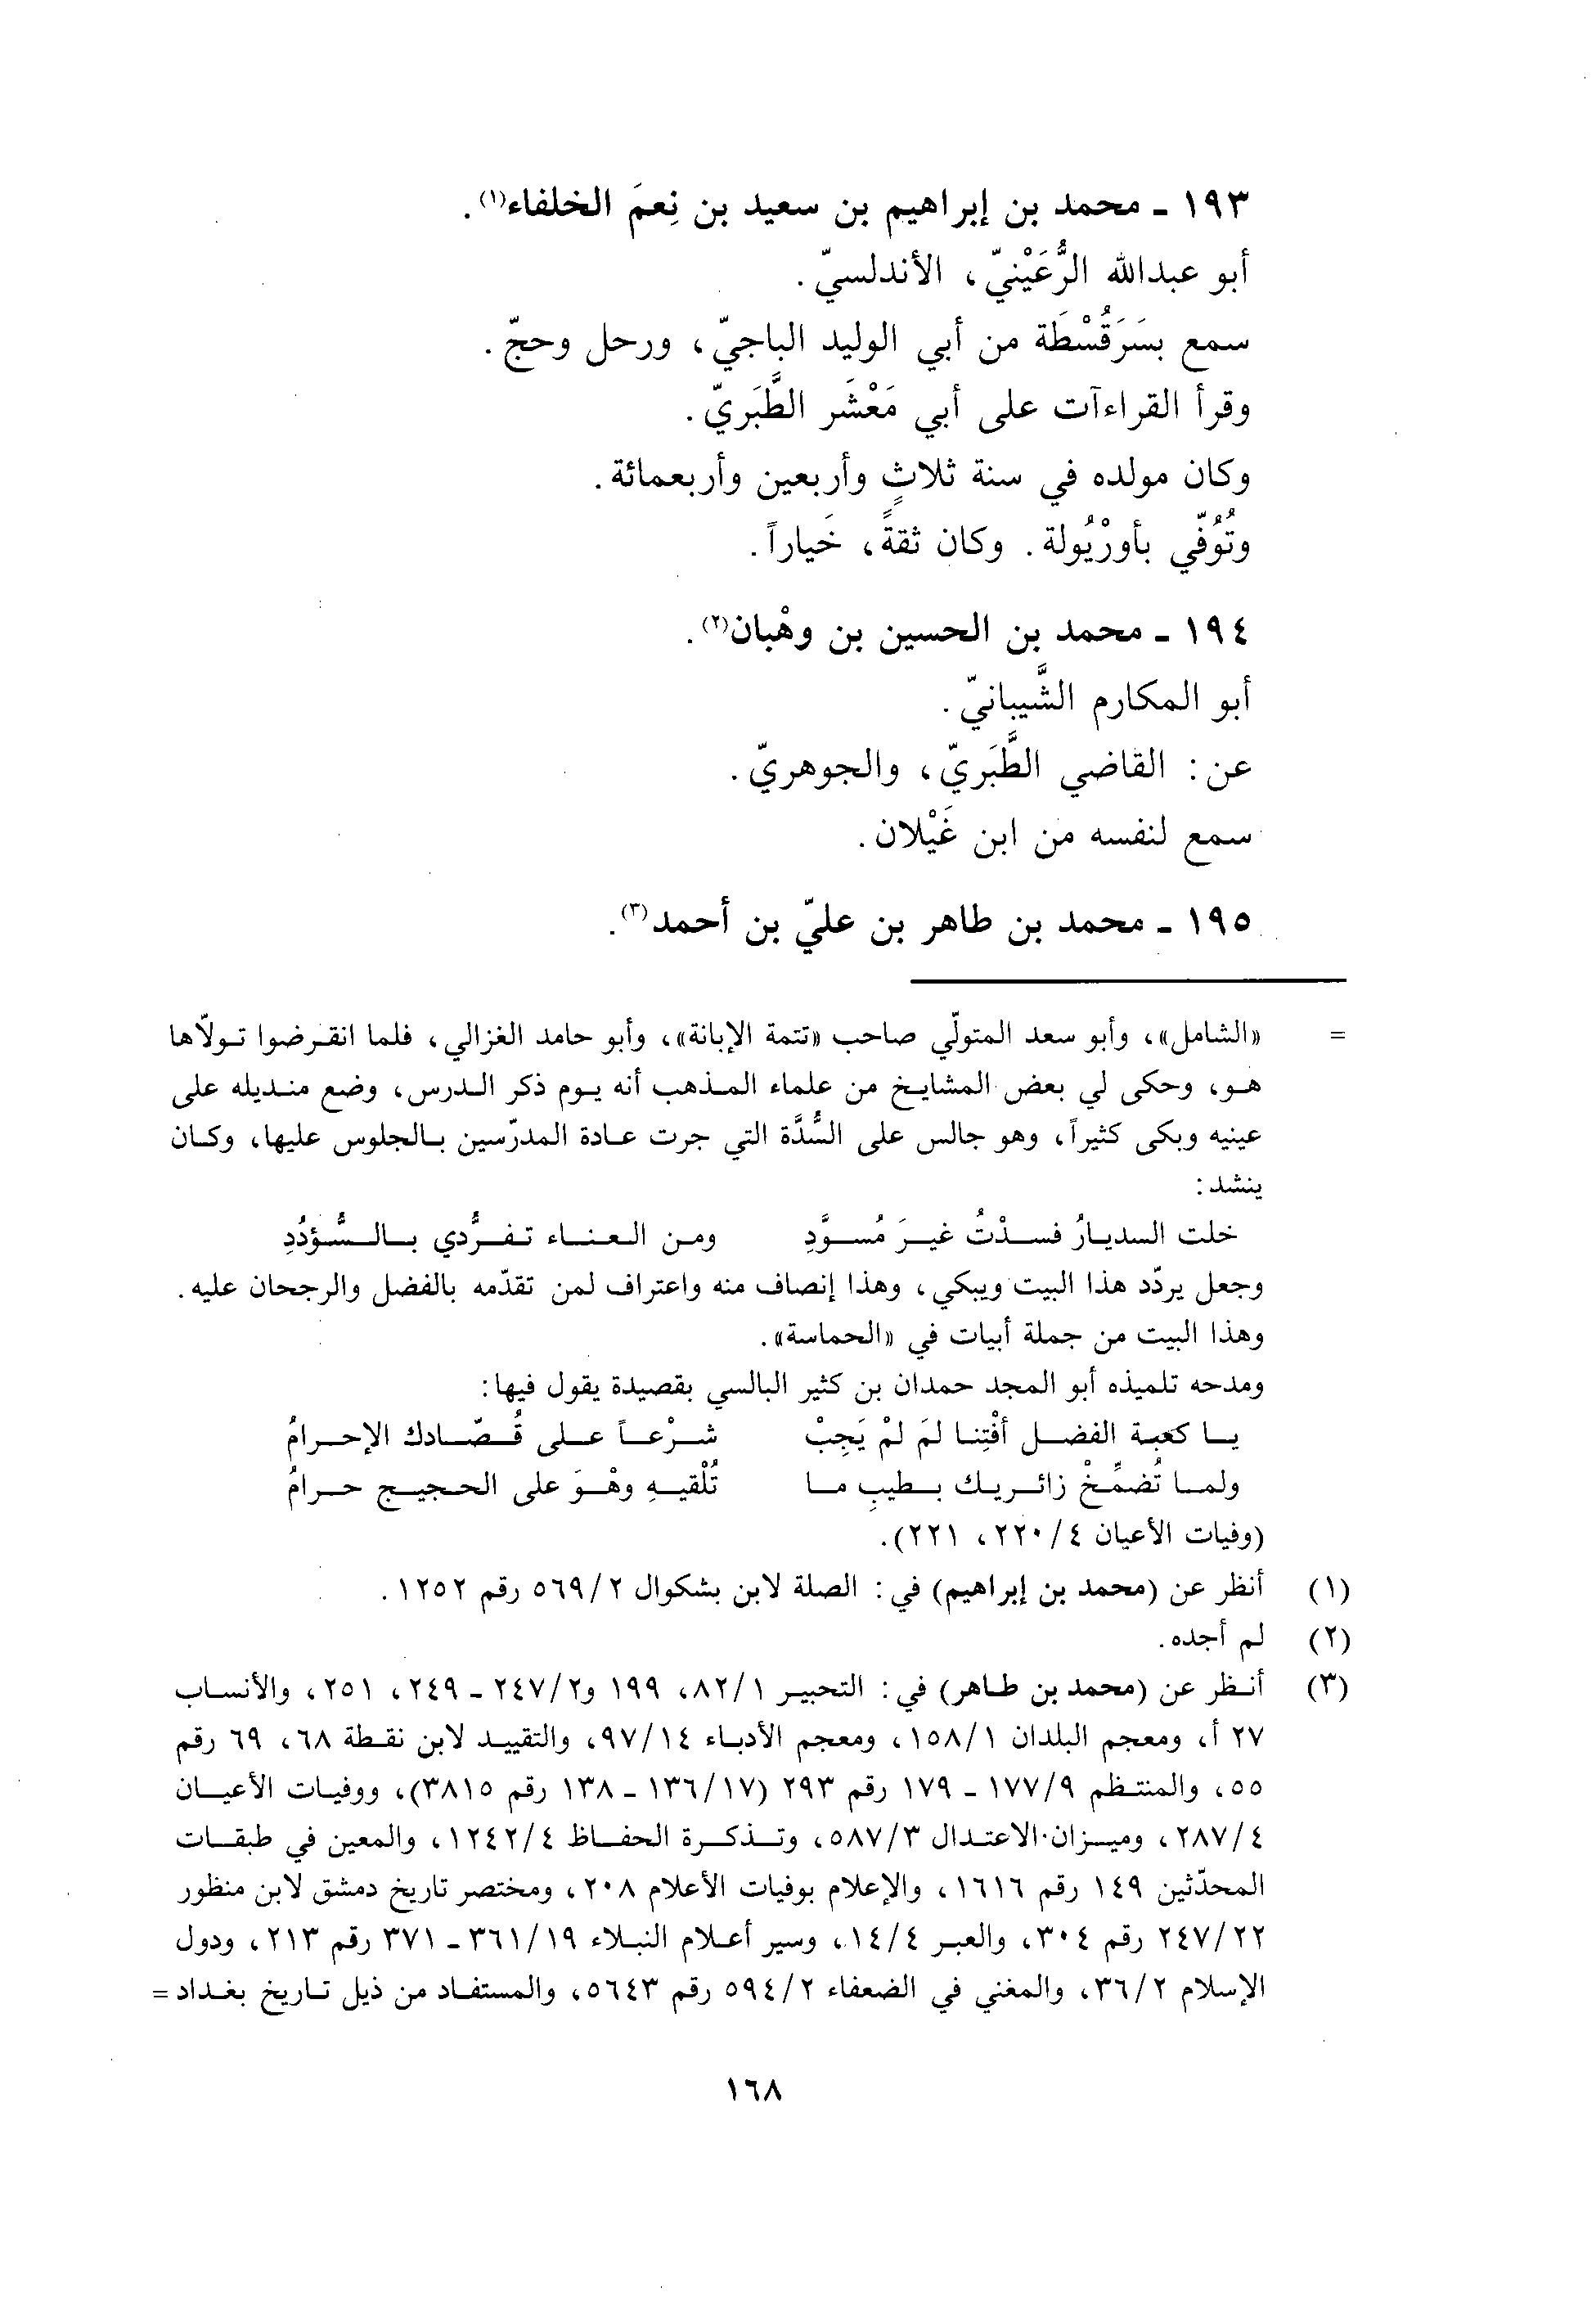 ١٩٣ - محمد بن إبراهيم بن سعيد بن نِعمَ الخلفاء(١).
أبو عبدالله الرُّعَيْنيّ، الأندلسيّ.
سمع بسَرَقُسْطَة من أبي الوليد الباجيّ، ورحل وحجّ.
وقرأ القراءآت على أبي مَعْشَر الطَّبَريّ.
وكان مولده في سنة ثلاثٍ وأربعين وأربعمائة.
وتُوُفّي بأورْيُولة. وكان ثقةً، خَياراً.
١٩٤ - محمد بن الحسين بن وهْبان(٢).
أبو المكارم الشَّيبانيّ.
عن: القاضي الطَّبَريّ، والجوهريّ.
سمع لنفسه من ابن غَيْلان.
١٩٥ - محمد بن طاهر بن عليّ بن أحمد(٣).
= «الشامل»، وأبو سعد المتولّي صاحب «تتمة الإبانة»، وأبو حامد الغزالي، فلما انقرضوا تولّاها
هو، وحكى لي بعض المشايخ من علماء المذهب أنه يوم ذكر الدرس، وضع منديله على
عينيه وبكى كثيراً، وهو جالس على السُّدَّة التي جرت عادة المدرّسين بالجلوس عليها، وكان
ينشد:
خلت الديارُ فسدْتُ غيرَ مُسوَّدِ ومن العناء تفرُّدي بالسُّؤدُدِ
وجعل يردّد هذا البيت ويبكي، وهذا إنصاف منه واعتراف لمن تقدّمه بالفضل والرجحان عليه.
وهذا البيت من جملة أبيات في «الحماسة».
ومدحه تلميذه أبو المجد حمدان بن كثير البالسي بقصيدة يقول فيها:
يا كعبة الفضل أفْتِنا لمَ لمْ يَجِبْ شرْعاً على قُصّادك الإحرامُ
ولما تُضمِّخْ زائريك بطيبِ ما تُلْقيهِ وهْوَ على الحجيج حرامُ
(وفيات الأعيان ٤/ ٢٢٠، ٢٢١).
(١) أنظر عن (محمد بن إبراهيم) في: الصلة لابن بشكوال ٢/ ٥٦٩ رقم ١٢٥٢.
(٢) لم أجده.
(٣) أنظر عن (محمد بن طاهر) في: التحبير ١/ ٨٢، ١٩٩ و٢/ ٢٤٧ - ٢٤٩، ٢٥١، والأنساب
٢٧ أ، ومعجم البلدان ١/ ١٥٨، ومعجم الأدباء ١٤/ ٩٧، والتقييد لابن نقطة ٦٨، ٦٩ رقم
٥٥، والمنتظم ٩/ ١٧٧ - ١٧٩ رقم ٢٩٣ (١٧/ ١٣٦ - ١٣٨ رقم ٣٨١٥)، ووفيات الأعيان
٤/ ٢٨٧، وميزان الاعتدال ٣/ ٥٨٧، وتذكرة الحفاظ ٤/ ١٢٤٢، والمعين في طبقات
المحدّثين ١٤٩ رقم ١٦١٦، والإعلام بوفيات الأعلام ٢٠٨، ومختصر تاريخ دمشق لابن منظور
٢٢/ ٢٤٧ رقم ٣٠٤، والعبر ٤/ ١٤، وسير أعلام النبلاء ١٩/ ٣٦١ - ٣٧١ رقم ٢١٣، ودول
الإسلام ٢/ ٣٦، والمغني في الضعفاء ٢/ ٥٩٤ رقم ٥٦٤٣، والمستفاد من ذيل تاريخ بغداد =
١٦٨